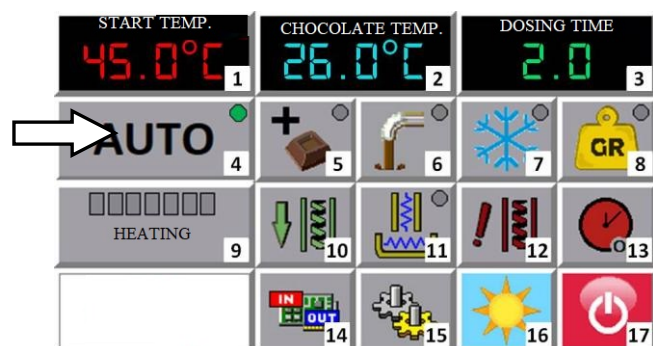 START TEMP.
45.0°C
1
CHOCOLATE TEMP.
26.0°C
2
DOSING TIME
2.0
3
AUTO
4
5
6
7
GR
8
HEATING
9
10
11
12
13
IN
OUT
14
15
16
17